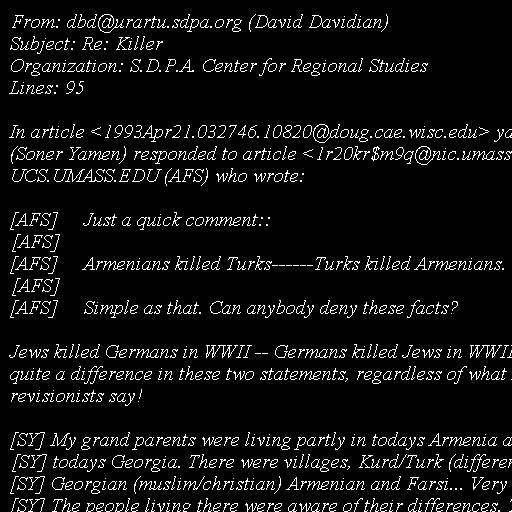 From: dbd@urartu.sdpa.org (David Davidian)
Subject: Re: Killer
Organization: S.D.P.A. Center for Regional Studies
Lines: 95
In article <1993Apr21.032746.10820@doug.cae.wisc.edu> ya
(Soner Yamen) responded to article <1r20kr$m9q@nic.umass
UCS.UMASS.EDU (AFS) who wrote:
[AFS] Just a quick comment::
[AFS]
[AFS] Armenians killed Turks------Turks killed Armenians.
[AFS]
[AFS] Simple as that. Can anybody deny these facts?
Jews killed Germans in WWII -- Germans killed Jews in WWII
quite a difference in these two statements, regardless of what
revisionists say!
[SY] My grand parents were living partly in todays Armenia a
[SY] todays Georgia. There were villages, Kurd/Turk (differen
[SY] Georgian (muslim/christian) Armenian and Farsi... Very
[SY] The people living there were aware of their differences.